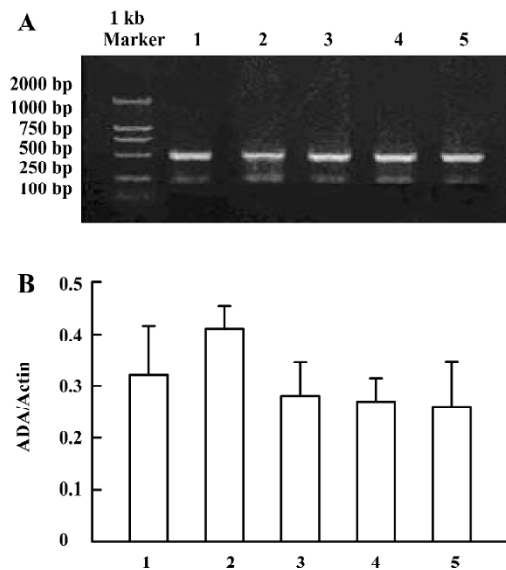 A
1 kb
Marker 1 2 3 4 5
2000 bp
1000 bp
750 bp
500 bp
250 bp
100 bp
B
ADA/Actin
0.5
0.4
0.3
0.2
0.1
0
1 2 3 4 5